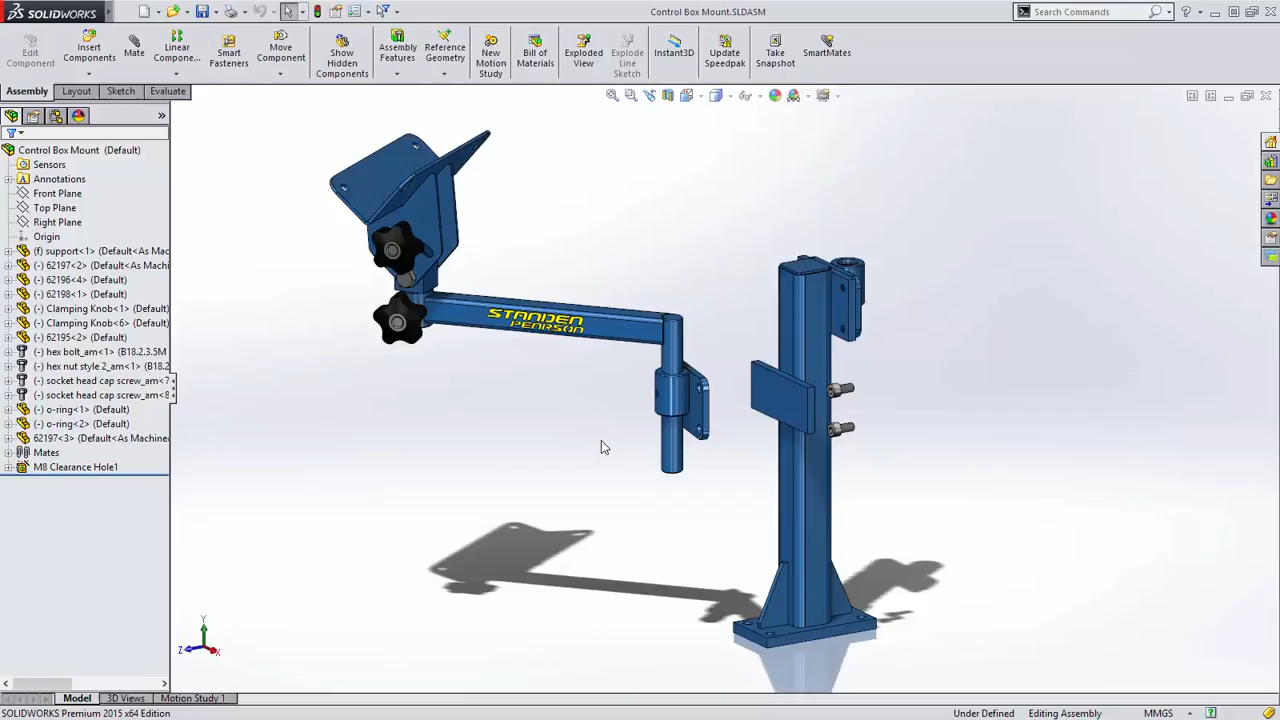 SOLIDWORKS
Control Box Mount.SLDASM
Search Commands
Edit Component
Insert Components
Mate
Linear Compone...
Smart Fasteners
Move Component
Show Hidden Components
Assembly Features
Reference Geometry
New Motion Study
Bill of Materials
Exploded View
Explode Line Sketch
Instant3D
Update Speedpak
Take Snapshot
SmartMates
Assembly
Layout
Sketch
Evaluate
Control Box Mount (Default)
Sensors
Annotations
Front Plane
Top Plane
Right Plane
Origin
(f) support<1> (Default<As Mac
(-) 62197<2> (Default<As Machi
(-) 62196<4> (Default)
(-) 62198<1> (Default)
(-) Clamping Knob<1> (Default)
(-) Clamping Knob<6> (Default)
(-) 62195<2> (Default)
(-) hex bolt_am<1> (B18.2.3.5M
(-) hex nut style 2_am<1> (B18.2
(-) socket head cap screw_am<7
(-) socket head cap screw_am<8
(-) o-ring<1> (Default)
(-) o-ring<2> (Default)
62197<3> (Default<As Machine
Mates
M8 Clearance Hole1
STANDEN
PEARSON
Y
Z
X
Model
3D Views
Motion Study 1
SOLIDWORKS Premium 2015 x64 Edition
Under Defined
Editing Assembly
MMGS